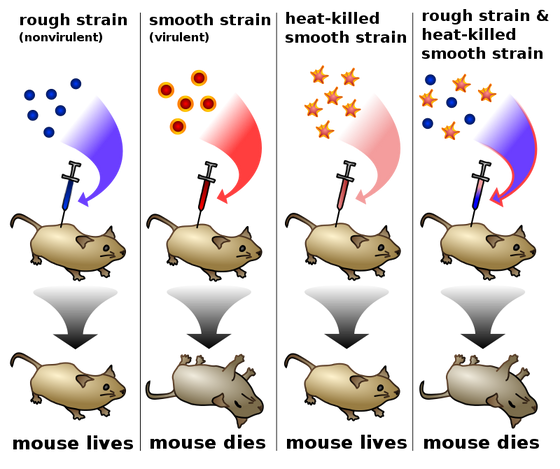 rough strain
(nonvirulent)
smooth strain
(virulent)
heat-killed
smooth strain
rough strain &
heat-killed
smooth strain
mouse lives
mouse dies
mouse lives
mouse dies